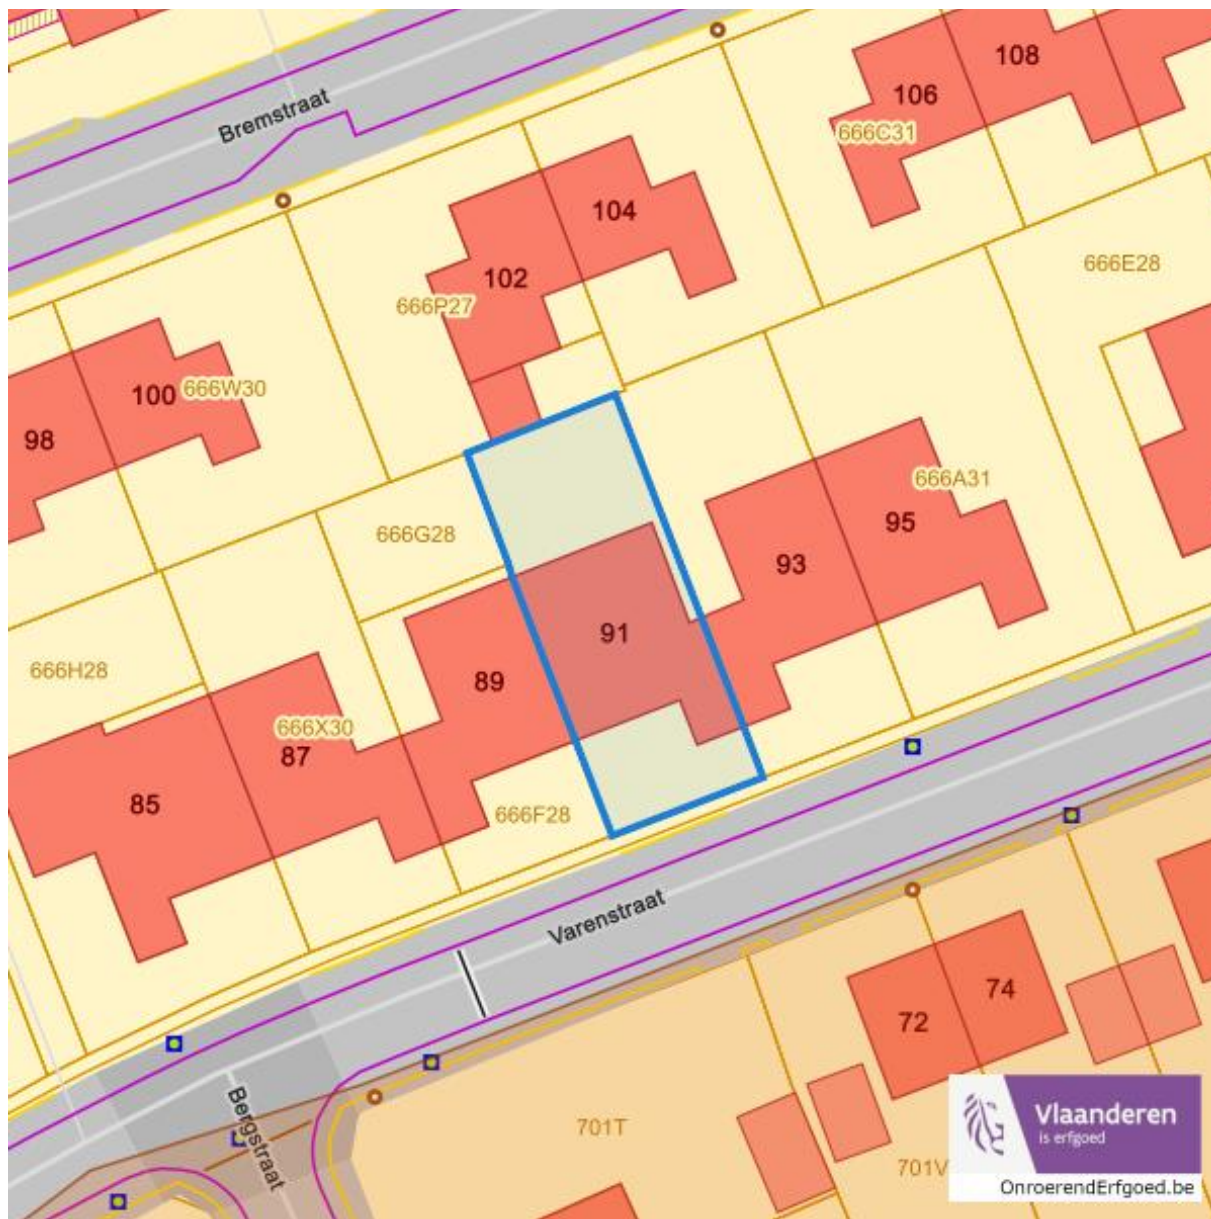 Bremstraat
108
106
666C31
104
102
666P27
666E28
100
666W30
98
666G28
666A31
95
93
91
89
666H28
666X30
87
85
666F28
Varenstraat
74
72
Bergstraat
701T
701V
Vlaanderen
is erfgoed
OnroerendErfgoed.be